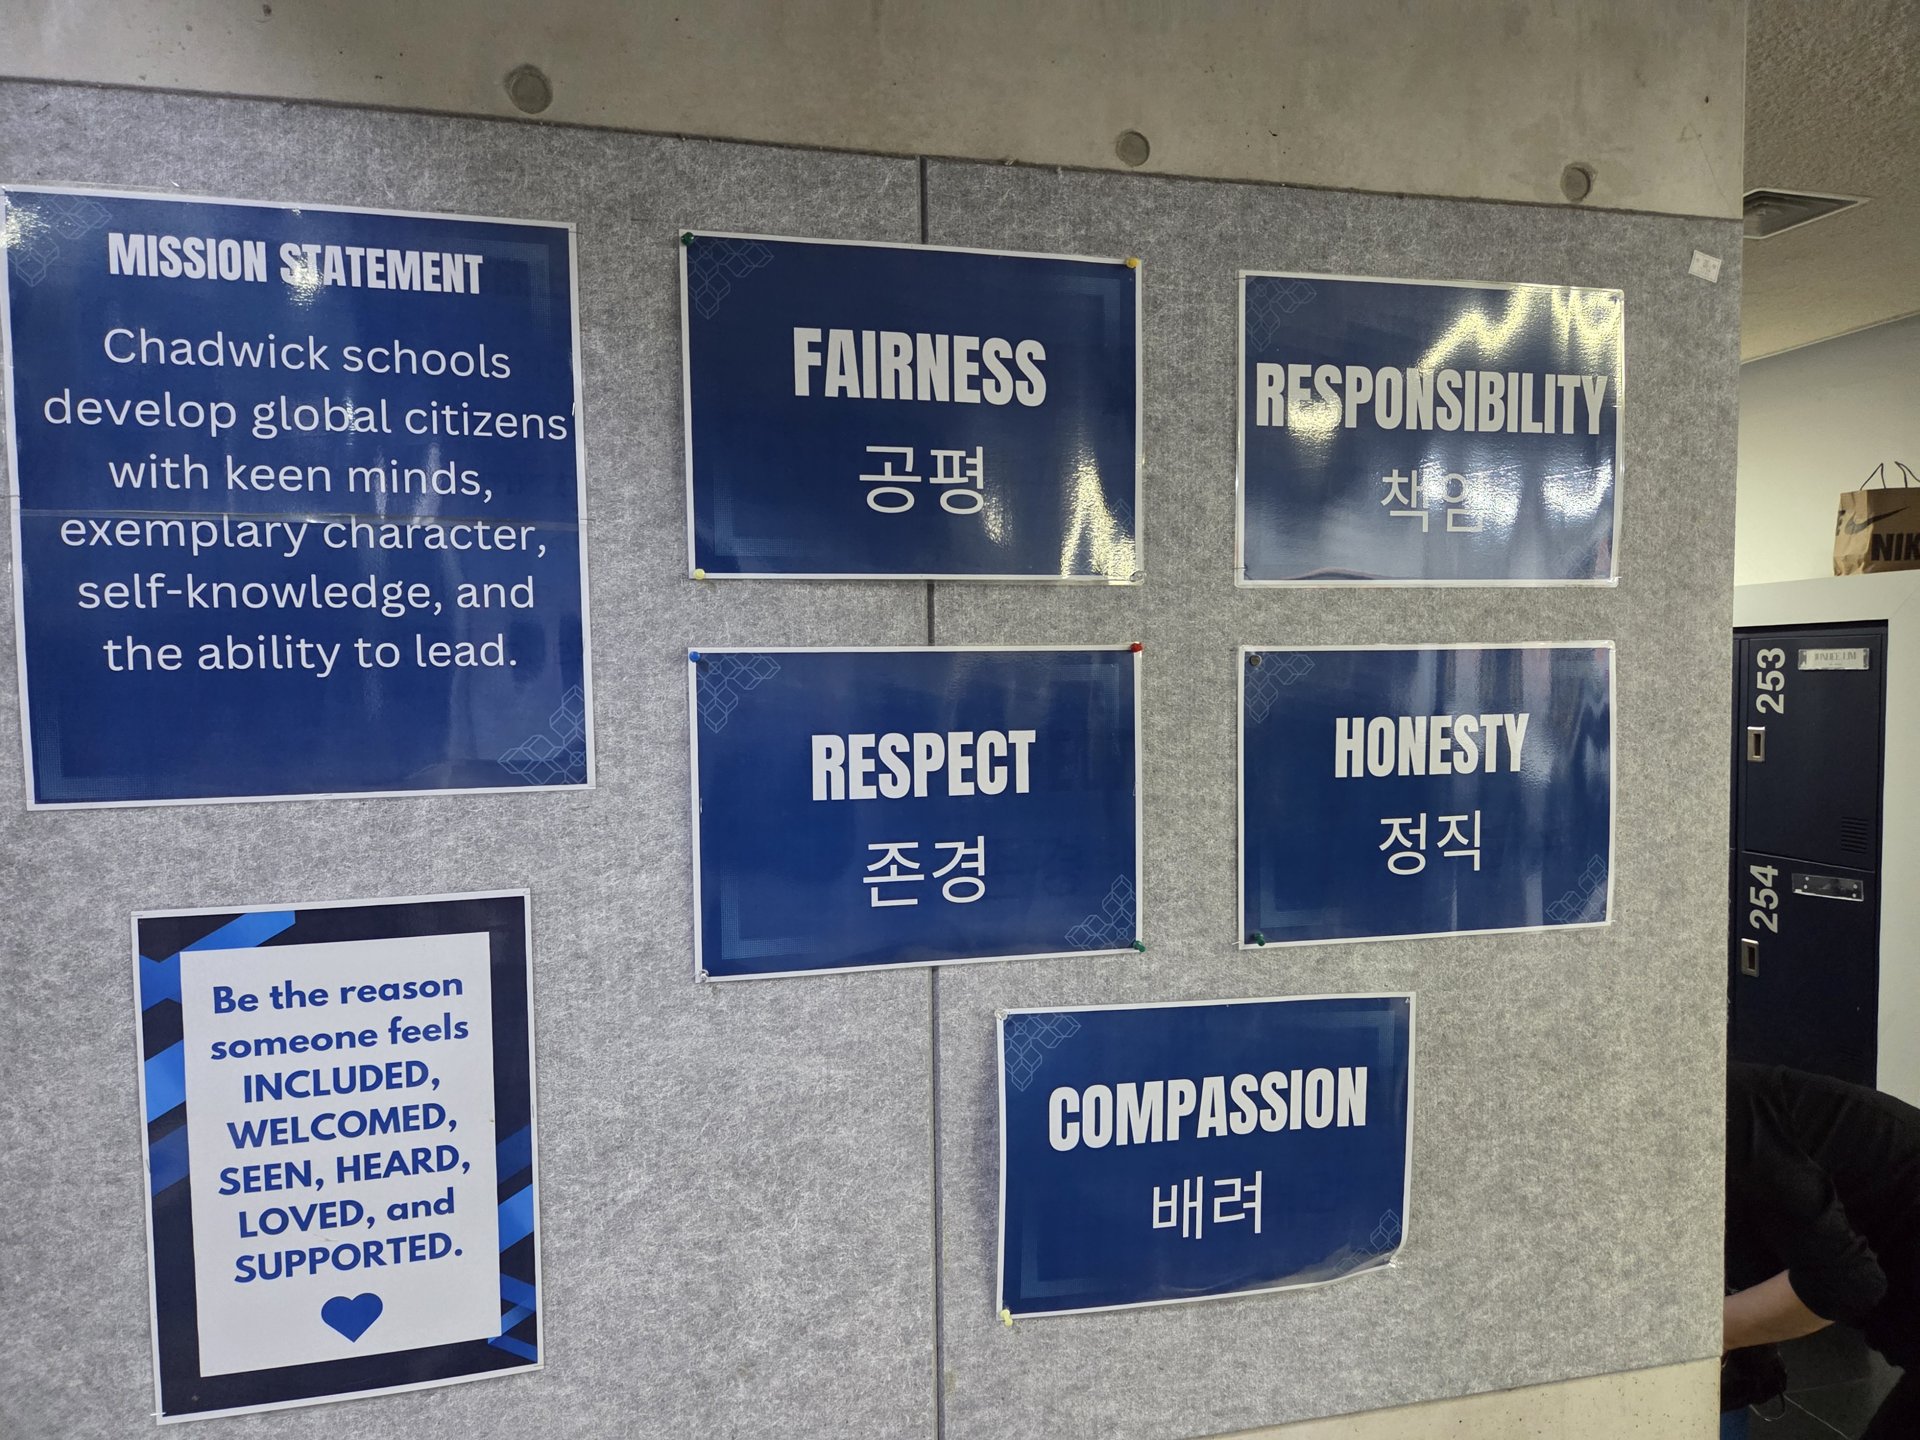 MISSION STATEMENT
Chadwick schools
develop global citizens
with keen minds,
exemplary character,
self-knowledge, and
the ability to lead.
FAIRNESS
공평
RESPONSIBILITY
책임
RESPECT
존경
HONESTY
정직
COMPASSION
배려
Be the reason
someone feels
INCLUDED,
WELCOMED,
SEEN, HEARD,
LOVED, and
SUPPORTED.
253
254